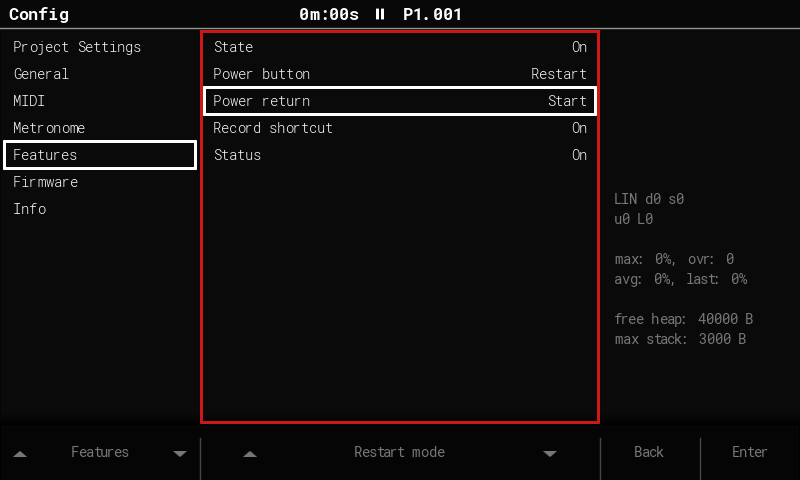 Config 0m:00s P1.001
Project Settings
General
MIDI
Metronome
Features
Firmware
Info
State On
Power button Restart
Power return Start
Record shortcut On
Status On
LIN d0 s0
u0 L0
max: 0%, ovr: 0
avg: 0%, last: 0%
free heap: 40000 B
max stack: 3000 B
Features Restart mode Back Enter